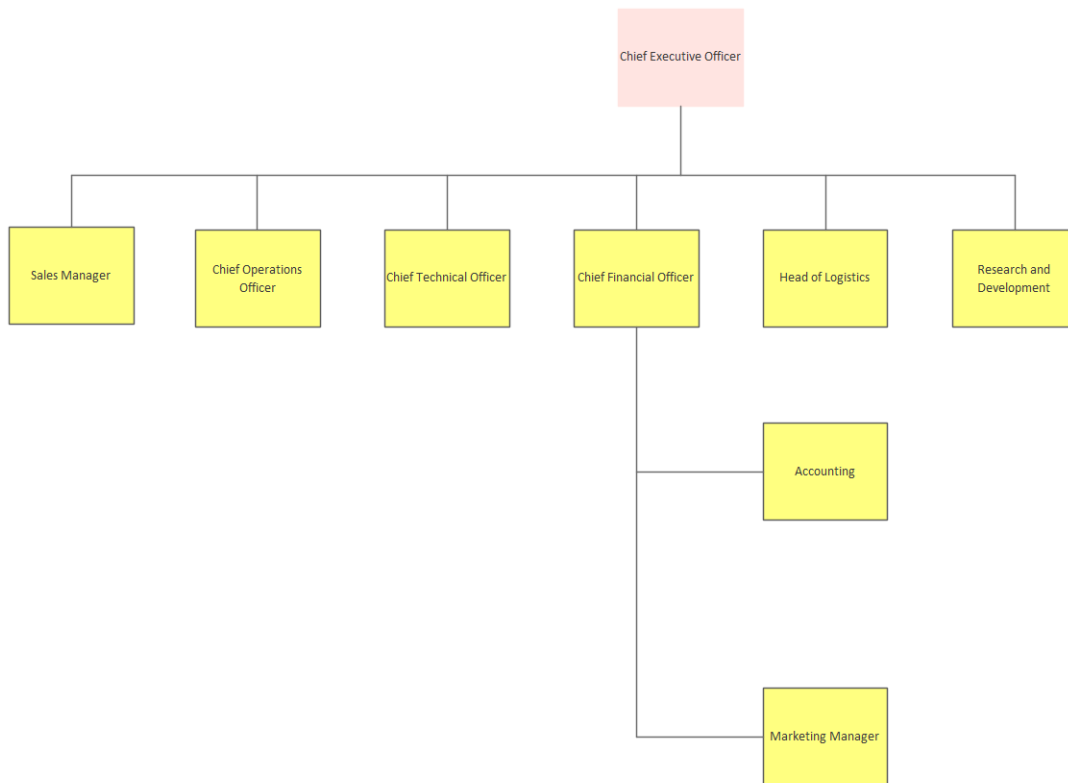 Chief Executive Officer
Sales Manager
Chief Operations
Officer
Chief Technical Officer
Chief Financial Officer
Head of Logistics
Research and
Development
Accounting
Marketing Manager